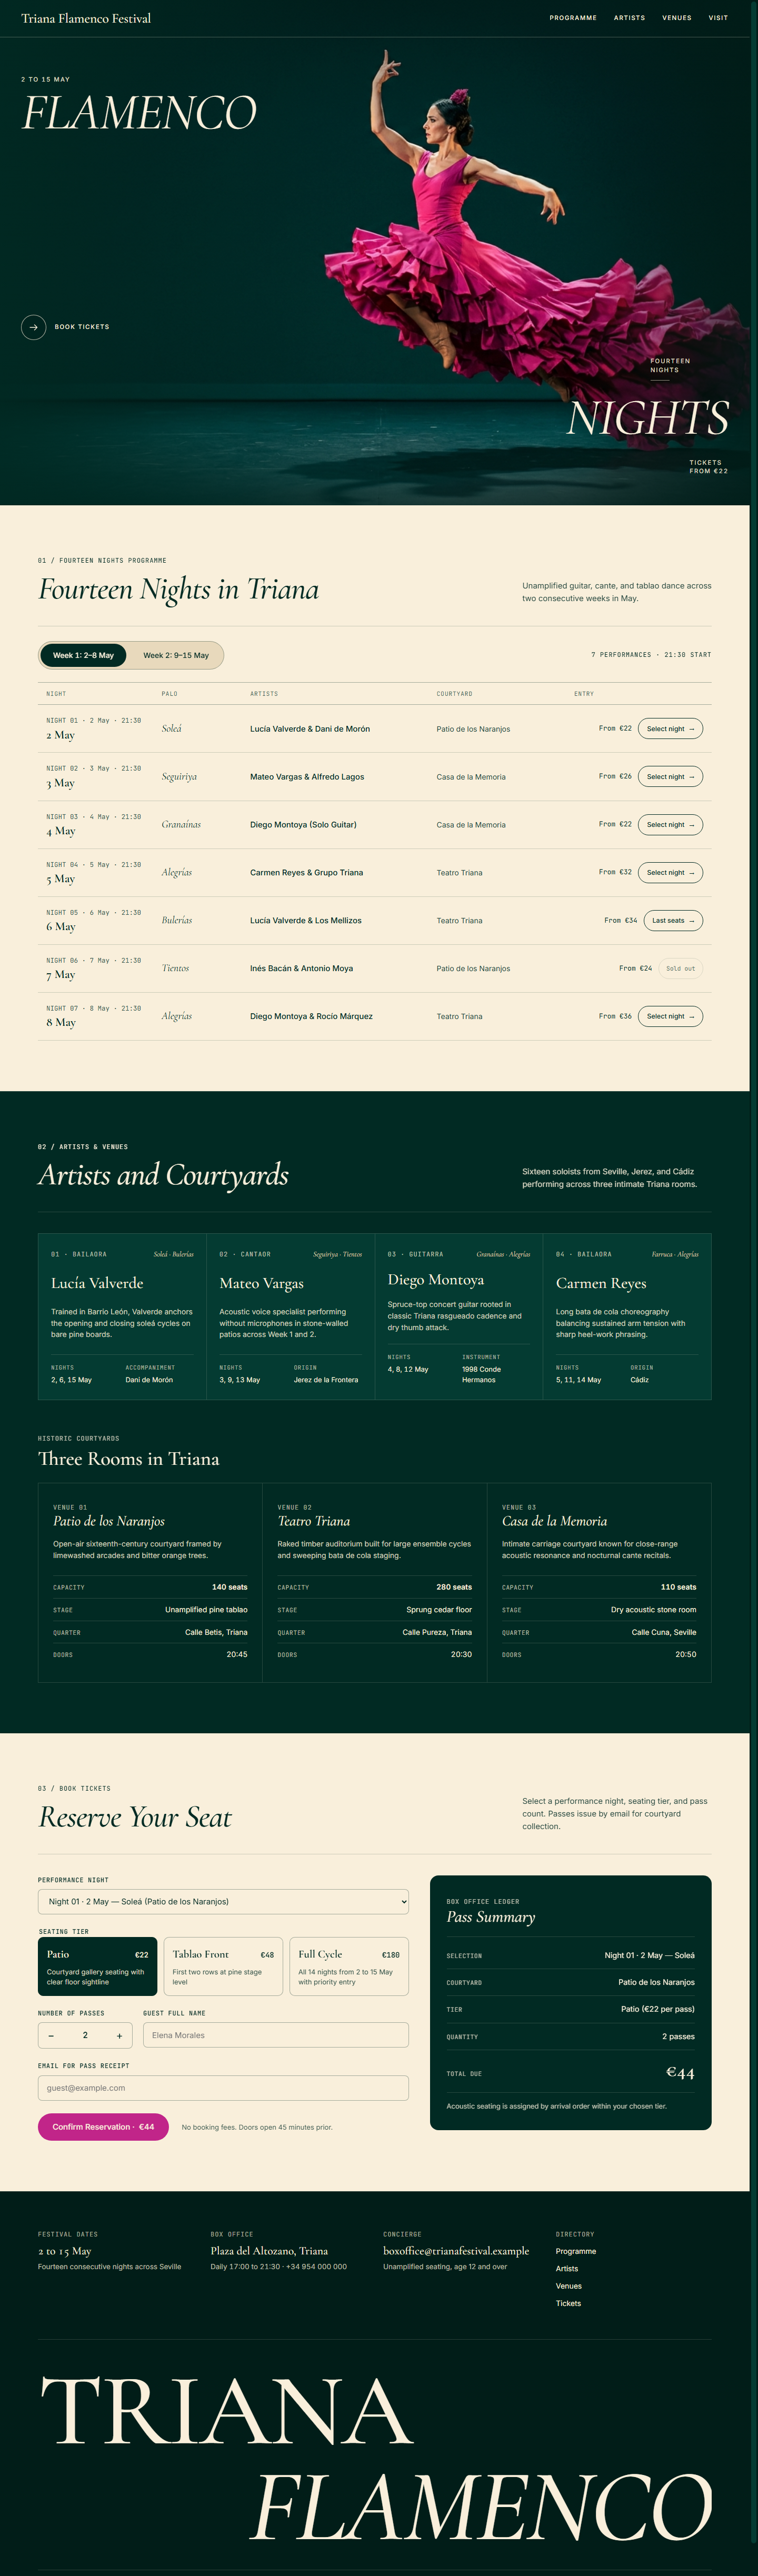 Triana Flamenco Festival
PROGRAMME
ARTISTS
VENUES
VISIT
2 TO 15 MAY
FLAMENCO
→
BOOK TICKETS
FOURTEEN
NIGHTS
NIGHTS
TICKETS
FROM €22
01 / FOURTEEN NIGHTS PROGRAMME
Fourteen Nights in Triana
Unamplified guitar, cante, and tablao dance across
two consecutive weeks in May.
Week 1: 2–8 May
Week 2: 9–15 May
7 PERFORMANCES · 21:30 START
NIGHT PALO ARTISTS COURTYARD ENTRY
NIGHT 01 · 2 May · 21:30
2 May
Soleá
Lucía Valverde & Dani de Morón
Patio de los Naranjos
From €22
Select night →
NIGHT 02 · 3 May · 21:30
3 May
Seguiriya
Mateo Vargas & Alfredo Lagos
Casa de la Memoria
From €26
Select night →
NIGHT 03 · 4 May · 21:30
4 May
Granaínas
Diego Montoya (Solo Guitar)
Casa de la Memoria
From €22
Select night →
NIGHT 04 · 5 May · 21:30
5 May
Alegrías
Carmen Reyes & Grupo Triana
Teatro Triana
From €32
Select night →
NIGHT 05 · 6 May · 21:30
6 May
Bulerías
Lucía Valverde & Los Mellizos
Teatro Triana
From €34
Last seats →
NIGHT 06 · 7 May · 21:30
7 May
Tientos
Inés Bacán & Antonio Moya
Patio de los Naranjos
From €24
Sold out
NIGHT 07 · 8 May · 21:30
8 May
Alegrías
Diego Montoya & Rocío Márquez
Teatro Triana
From €36
Select night →
02 / ARTISTS & VENUES
Artists and Courtyards
Sixteen soloists from Seville, Jerez, and Cádiz
performing across three intimate Triana rooms.
01 · BAILAORA
Soleá · Bulerías
Lucía Valverde
Trained in Barrio León, Valverde anchors
the opening and closing soleá cycles on
bare pine boards.
NIGHTS
2, 6, 15 May
ACCOMPANIMENT
Dani de Morón
02 · CANTAOR
Seguiriya · Tientos
Mateo Vargas
Acoustic voice specialist performing
without microphones in stone-walled
patios across Week 1 and 2.
NIGHTS
3, 9, 13 May
ORIGIN
Jerez de la Frontera
03 · GUITARRA
Granaínas · Alegrías
Diego Montoya
Spruce-top concert guitar rooted in
classic Triana rasgueado cadence and
dry thumb attack.
NIGHTS
4, 8, 12 May
INSTRUMENT
1998 Conde
Hermanos
04 · BAILAORA
Farruca · Alegrías
Carmen Reyes
Long bata de cola choreography
balancing sustained arm tension with
sharp heel-work phrasing.
NIGHTS
5, 11, 14 May
ORIGIN
Cádiz
HISTORIC COURTYARDS
Three Rooms in Triana
VENUE 01
Patio de los Naranjos
Open-air sixteenth-century courtyard framed by
limewashed arcades and bitter orange trees.
CAPACITY 140 seats
STAGE Unamplified pine tablao
QUARTER Calle Betis, Triana
DOORS 20:45
VENUE 02
Teatro Triana
Raked timber auditorium built for large ensemble cycles
and sweeping bata de cola staging.
CAPACITY 280 seats
STAGE Sprung cedar floor
QUARTER Calle Pureza, Triana
DOORS 20:30
VENUE 03
Casa de la Memoria
Intimate carriage courtyard known for close-range
acoustic resonance and nocturnal cante recitals.
CAPACITY 110 seats
STAGE Dry acoustic stone room
QUARTER Calle Cuna, Seville
DOORS 20:50
03 / BOOK TICKETS
Reserve Your Seat
Select a performance night, seating tier, and pass
count. Passes issue by email for courtyard
collection.
PERFORMANCE NIGHT
Night 01 · 2 May — Soleá (Patio de los Naranjos)
SEATING TIER
Patio €22
Courtyard gallery seating with
clear floor sightline
Tablao Front €48
First two rows at pine stage
level
Full Cycle €180
All 14 nights from 2 to 15 May
with priority entry
NUMBER OF PASSES
− 2 +
GUEST FULL NAME
Elena Morales
EMAIL FOR PASS RECEIPT
guest@example.com
Confirm Reservation · €44
No booking fees. Doors open 45 minutes prior.
BOX OFFICE LEDGER
Pass Summary
SELECTION Night 01 · 2 May — Soleá
COURTYARD Patio de los Naranjos
TIER Patio (€22 per pass)
QUANTITY 2 passes
TOTAL DUE €44
Acoustic seating is assigned by arrival order within your chosen tier.
FESTIVAL DATES
2 to 15 May
Fourteen consecutive nights across Seville
BOX OFFICE
Plaza del Altozano, Triana
Daily 17:00 to 21:30 · +34 954 000 000
CONCIERGE
boxoffice@trianafestival.example
Unamplified seating, age 12 and over
DIRECTORY
Programme
Artists
Venues
Tickets
TRIANA
FLAMENCO